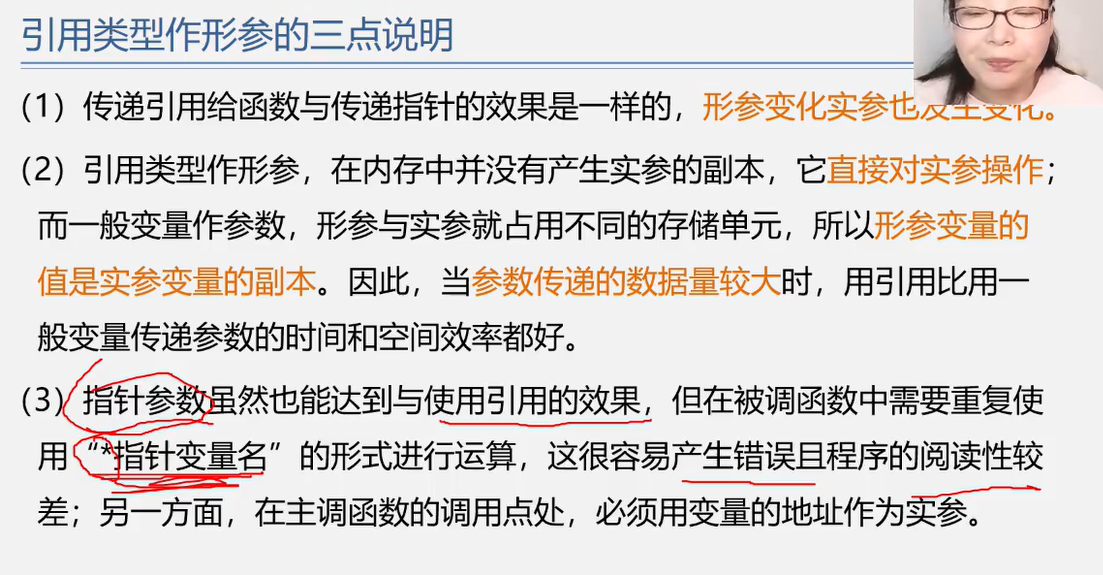 引用类型作形参的三点说明
（1）传递引用给函数与传递指针的效果是一样的，形参变化实参也发生变化。
（2）引用类型作形参，在内存中并没有产生实参的副本，它直接对实参操作；
而一般变量作参数，形参与实参就占用不同的存储单元，所以形参变量的
值是实参变量的副本。因此，当参数传递的数据量较大时，用引用比用一
般变量传递参数的时间和空间效率都好。
（3）指针参数虽然也能达到与使用引用的效果，但在被调函数中需要重复使
用“*指针变量名”的形式进行运算，这很容易产生错误且程序的阅读性较
差；另一方面，在主调函数的调用点处，必须用变量的地址作为实参。